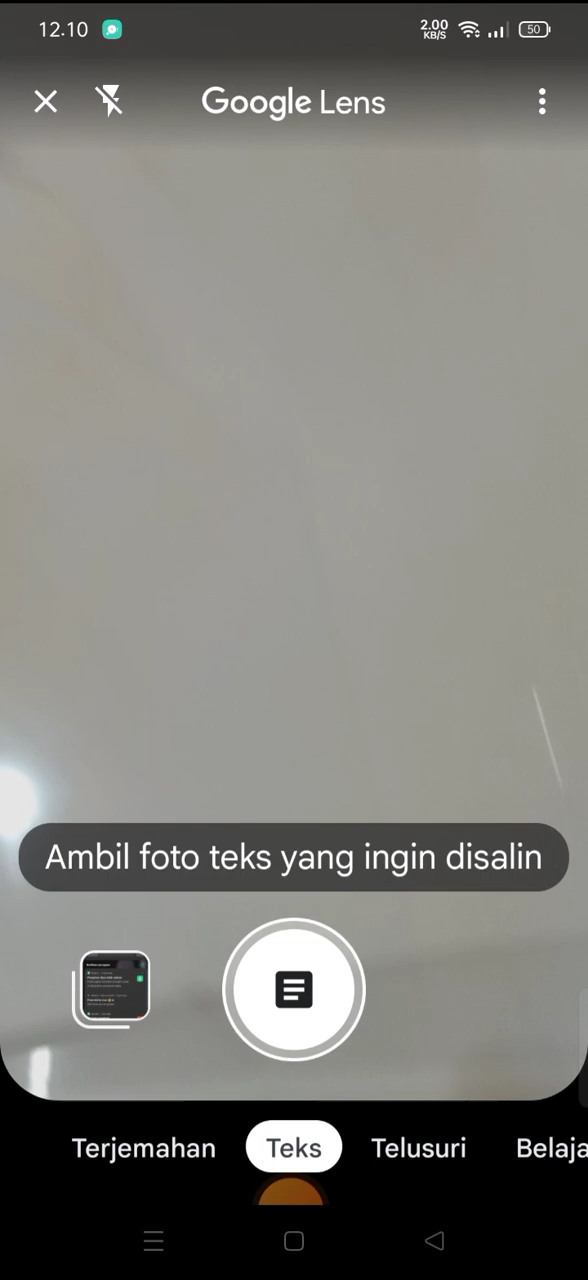 12.10
2.00
KB/S
50
Google Lens
Ambil foto teks yang ingin disalin
Terjemahan
Teks
Telusuri
Belaja